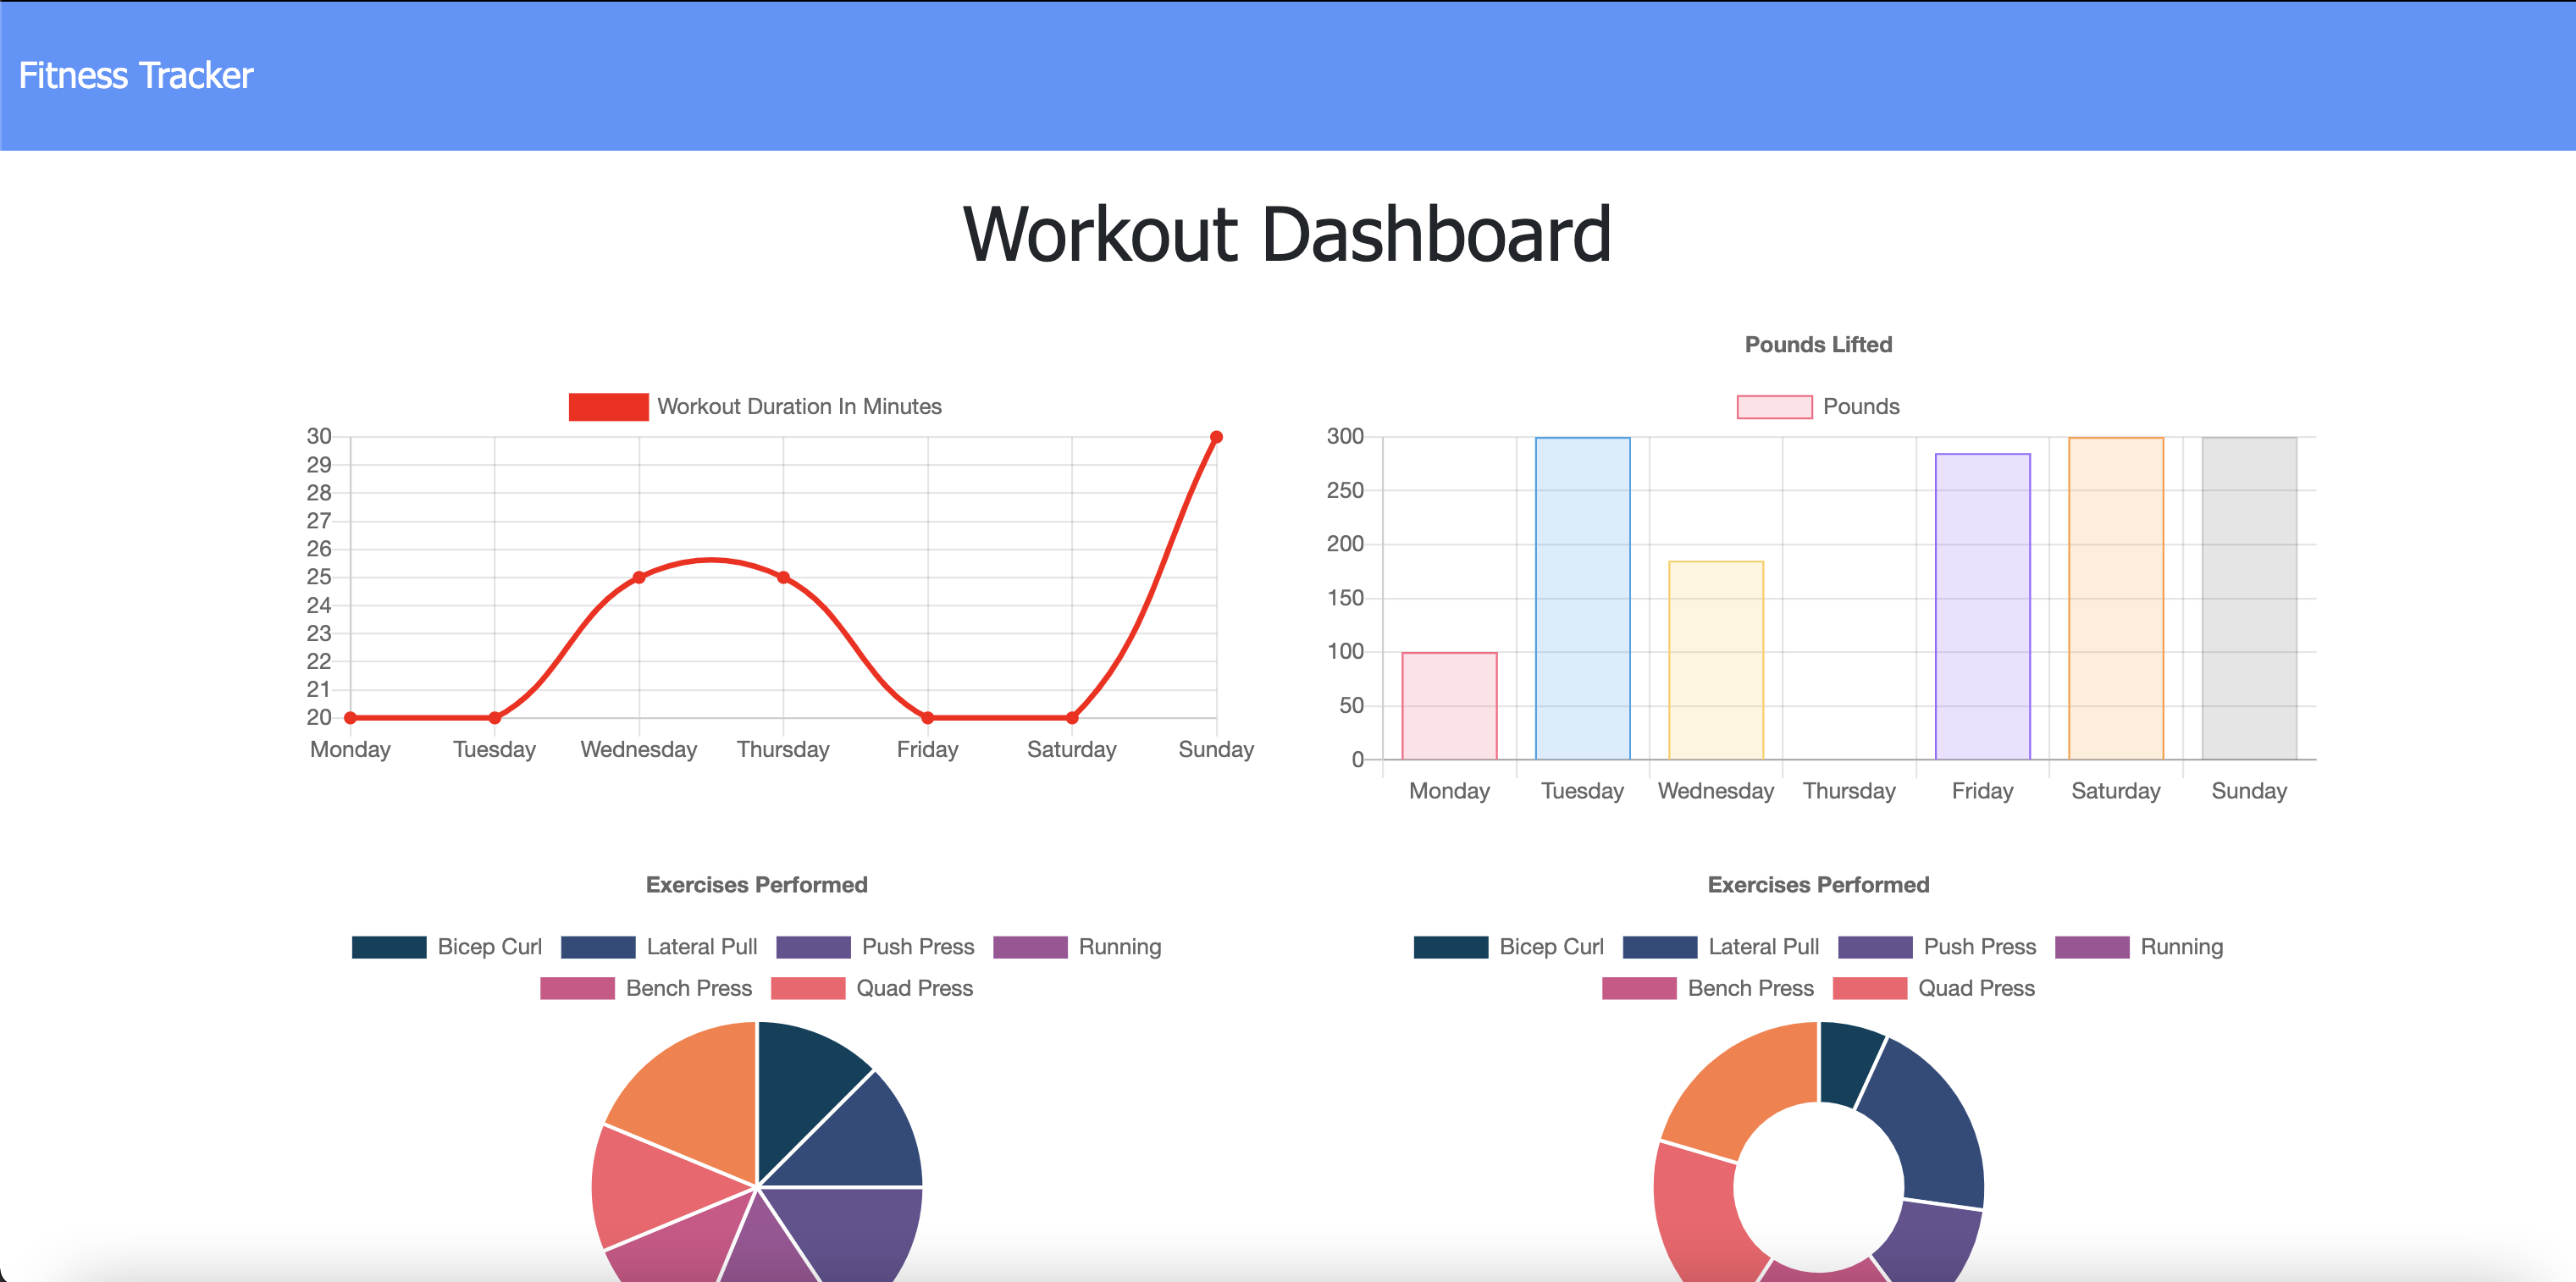 Fitness Tracker
Workout Dashboard
Workout Duration In Minutes
30
29
28
27
26
25
24
23
22
21
20
Monday Tuesday Wednesday Thursday Friday Saturday Sunday
Pounds Lifted
Pounds
300
250
200
150
100
50
0
Monday Tuesday Wednesday Thursday Friday Saturday Sunday
Exercises Performed
Bicep Curl Lateral Pull Push Press Running
Bench Press Quad Press
Exercises Performed
Bicep Curl Lateral Pull Push Press Running
Bench Press Quad Press